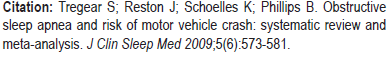 Citation: Tregear S; Reston J; Schoelles K; Phillips B. Obstructive
sleep apnea and risk of motor vehicle crash: systematic review and
meta-analysis. J Clin Sleep Med 2009;5(6):573-581.